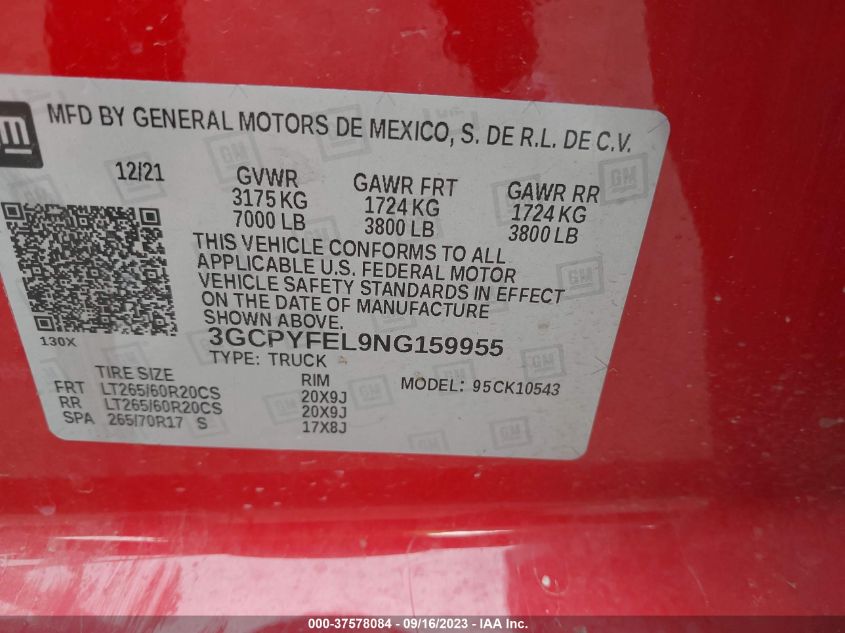 MFD BY GENERAL MOTORS DE MEXICO, S. DE R.L. DE C.V.
12/21 GVWR GAWR FRT GAWR RR
3175 KG 1724 KG 1724 KG
7000 LB 3800 LB 3800 LB
THIS VEHICLE CONFORMS TO ALL
APPLICABLE U.S. FEDERAL MOTOR
VEHICLE SAFETY STANDARDS IN EFFECT
ON THE DATE OF MANUFACTURE
SHOWN ABOVE.
130X
3GCPYFEL9NG159955
TYPE: TRUCK
TIRE SIZE RIM MODEL: 95CK10543
FRT LT265/60R20CS 20X9J
RR LT265/60R20CS 20X9J
SPA 265/70R17 S 17X8J
000-37578084 - 09/16/2023 - © IAA Inc.